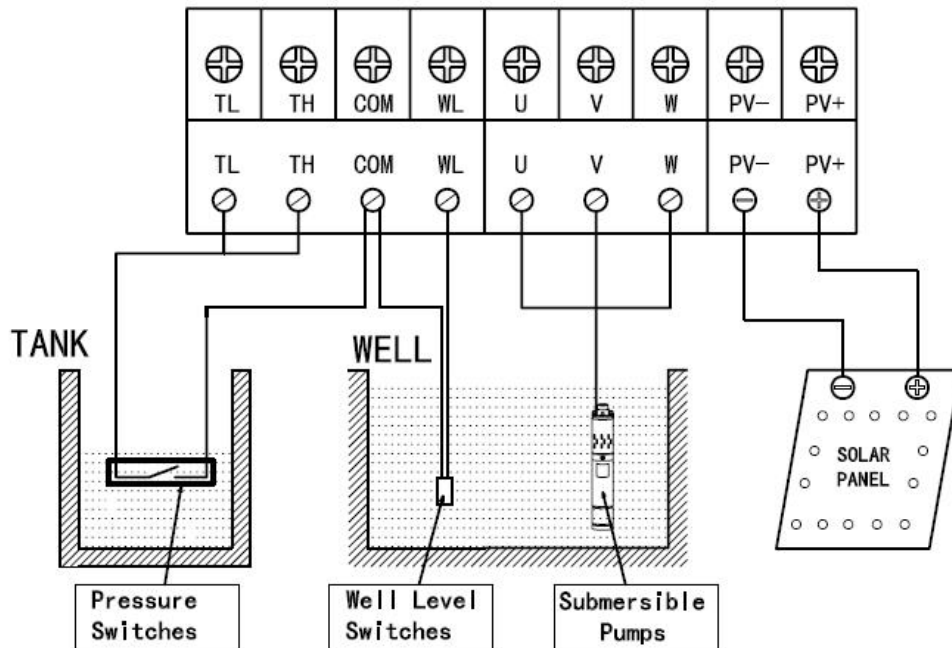 TL TH COM WL U V W PV- PV+
TL TH COM WL U V W PV- PV+
TANK
WELL
SOLAR
PANEL
Pressure
Switches
Well Level
Switches
Submersible
Pumps